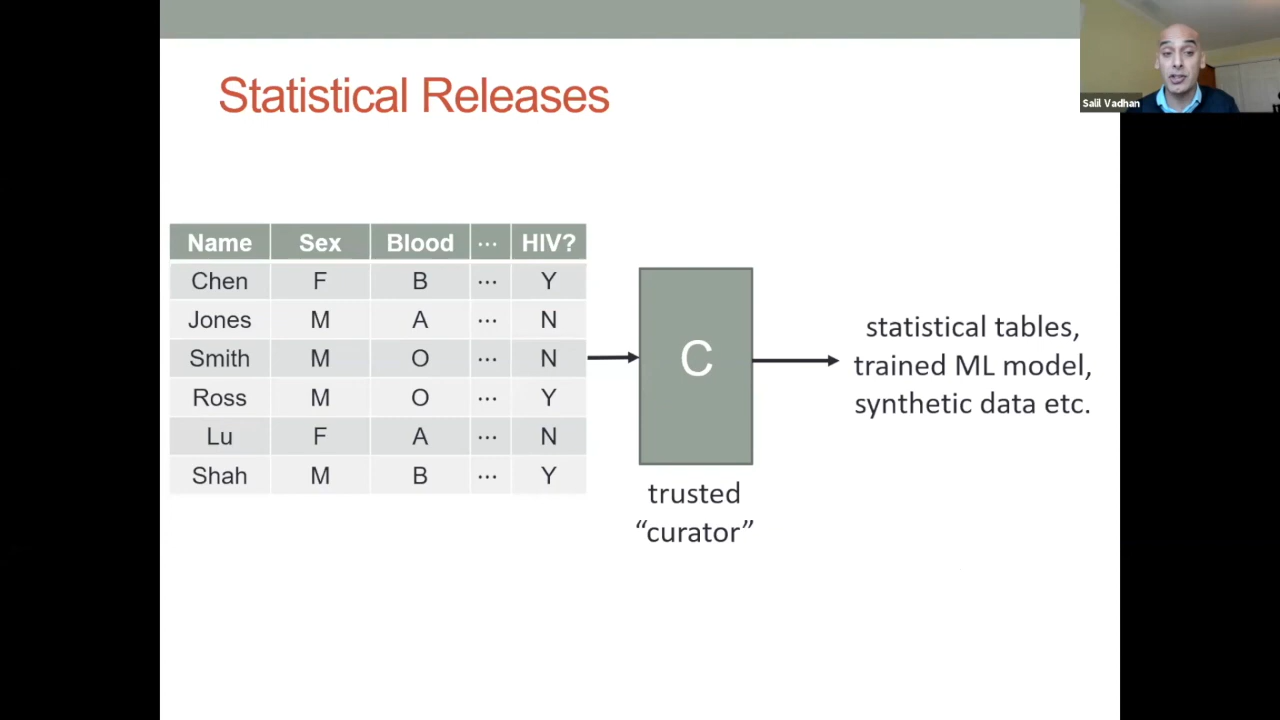 Statistical Releases
Salil Vadhan
Name Sex Blood ... HIV?
Chen F B ... Y
Jones M A ... N
Smith M O ... N
Ross M O ... Y
Lu F A ... N
Shah M B ... Y
C
trusted
“curator”
statistical tables,
trained ML model,
synthetic data etc.